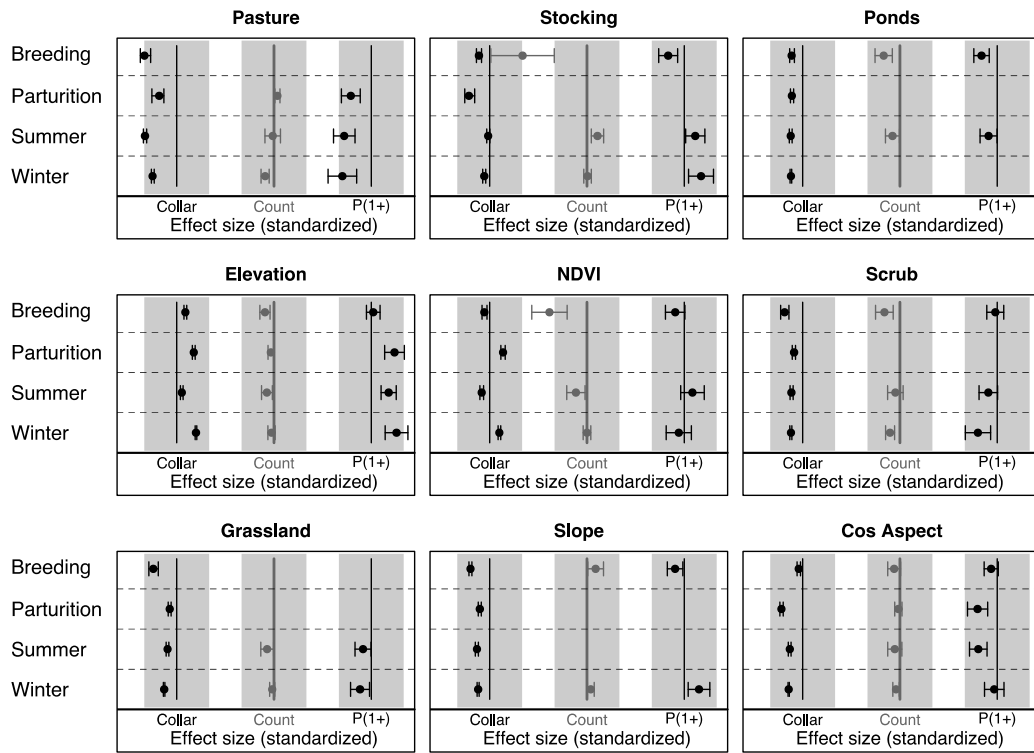 Pasture Stocking Ponds
Breeding
Parturition
Summer
Winter
Collar Count P(1+) Collar Count P(1+) Collar Count P(1+)
Effect size (standardized) Effect size (standardized) Effect size (standardized)
Elevation NDVI Scrub
Breeding
Parturition
Summer
Winter
Collar Count P(1+) Collar Count P(1+) Collar Count P(1+)
Effect size (standardized) Effect size (standardized) Effect size (standardized)
Grassland Slope Cos Aspect
Breeding
Parturition
Summer
Winter
Collar Count P(1+) Collar Count P(1+) Collar Count P(1+)
Effect size (standardized) Effect size (standardized) Effect size (standardized)